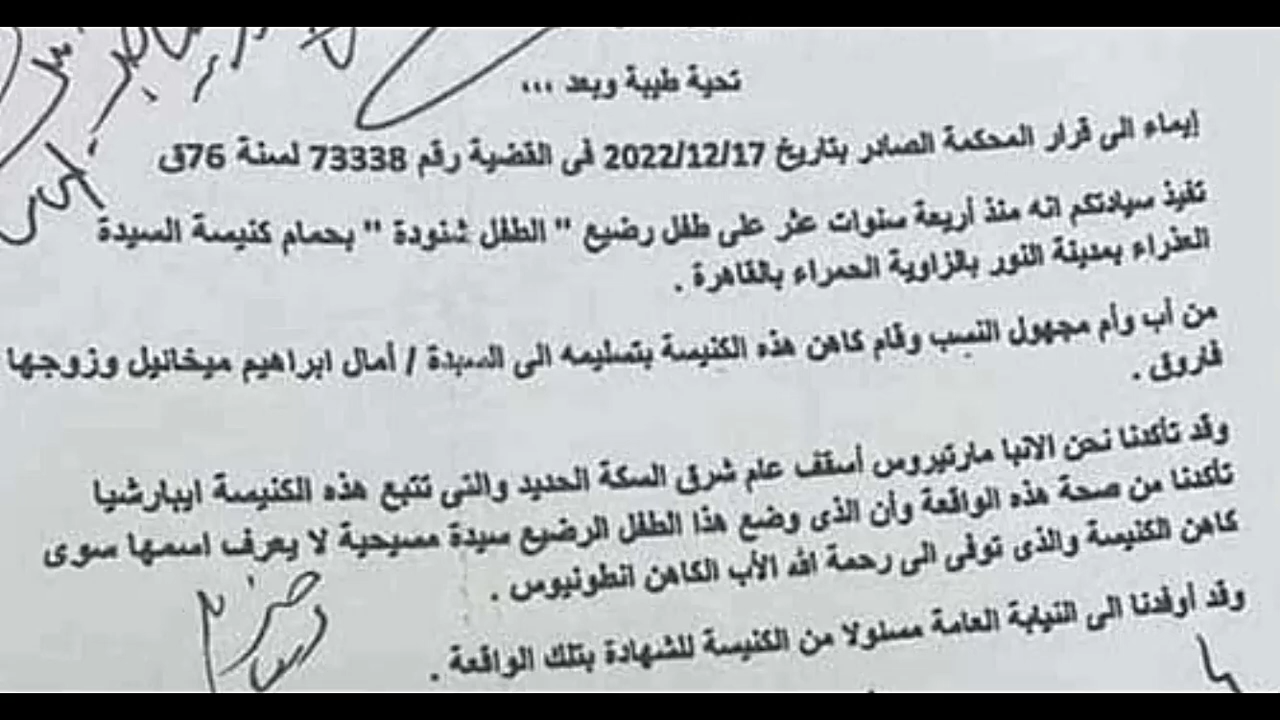 تحية طيبة وبعد ،،،
إيماء الى قرار المحكمة الصادر بتاريخ 2022/12/17 فى القضية رقم 73338 لسنة 76ق
تفيذ سيادتكم انه منذ أربعة سنوات عثر على طفل رضيع " الطفل شنودة " بحمام كنيسة السيدة
العذراء بمدينة النور بالزاوية الحمراء بالقاهرة .
من أب وأم مجهول النسب وقام كاهن هذه الكنيسة بتسليمه الى السيدة / أمال ابراهيم ميخائيل وزوجها
فاروق .
وقد تأكدنا نحن الانبا مارتيروس أسقف عام شرق السكة الحديد والتى تتبع هذه الكنيسة ايبارشيا
تأكدنا من صحة هذه الواقعة وأن الذى وضع هذا الطفل الرضيع سيدة مسيحية لا يعرف اسمها سوى
كاهن الكنيسة والذى توفى الى رحمة الله الأب الكاهن انطونيوس .
وقد أوفدنا الى النيابة العامة مسئولا من الكنيسة للشهادة بتلك الواقعة .